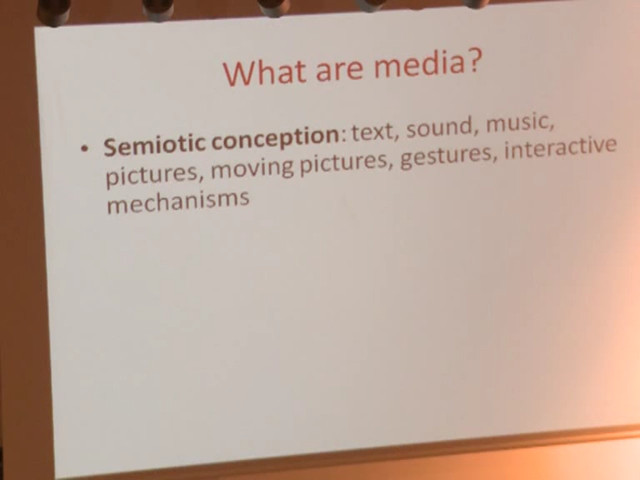 What are media?
• Semiotic conception: text, sound, music,
pictures, moving pictures, gestures, interactive
mechanisms